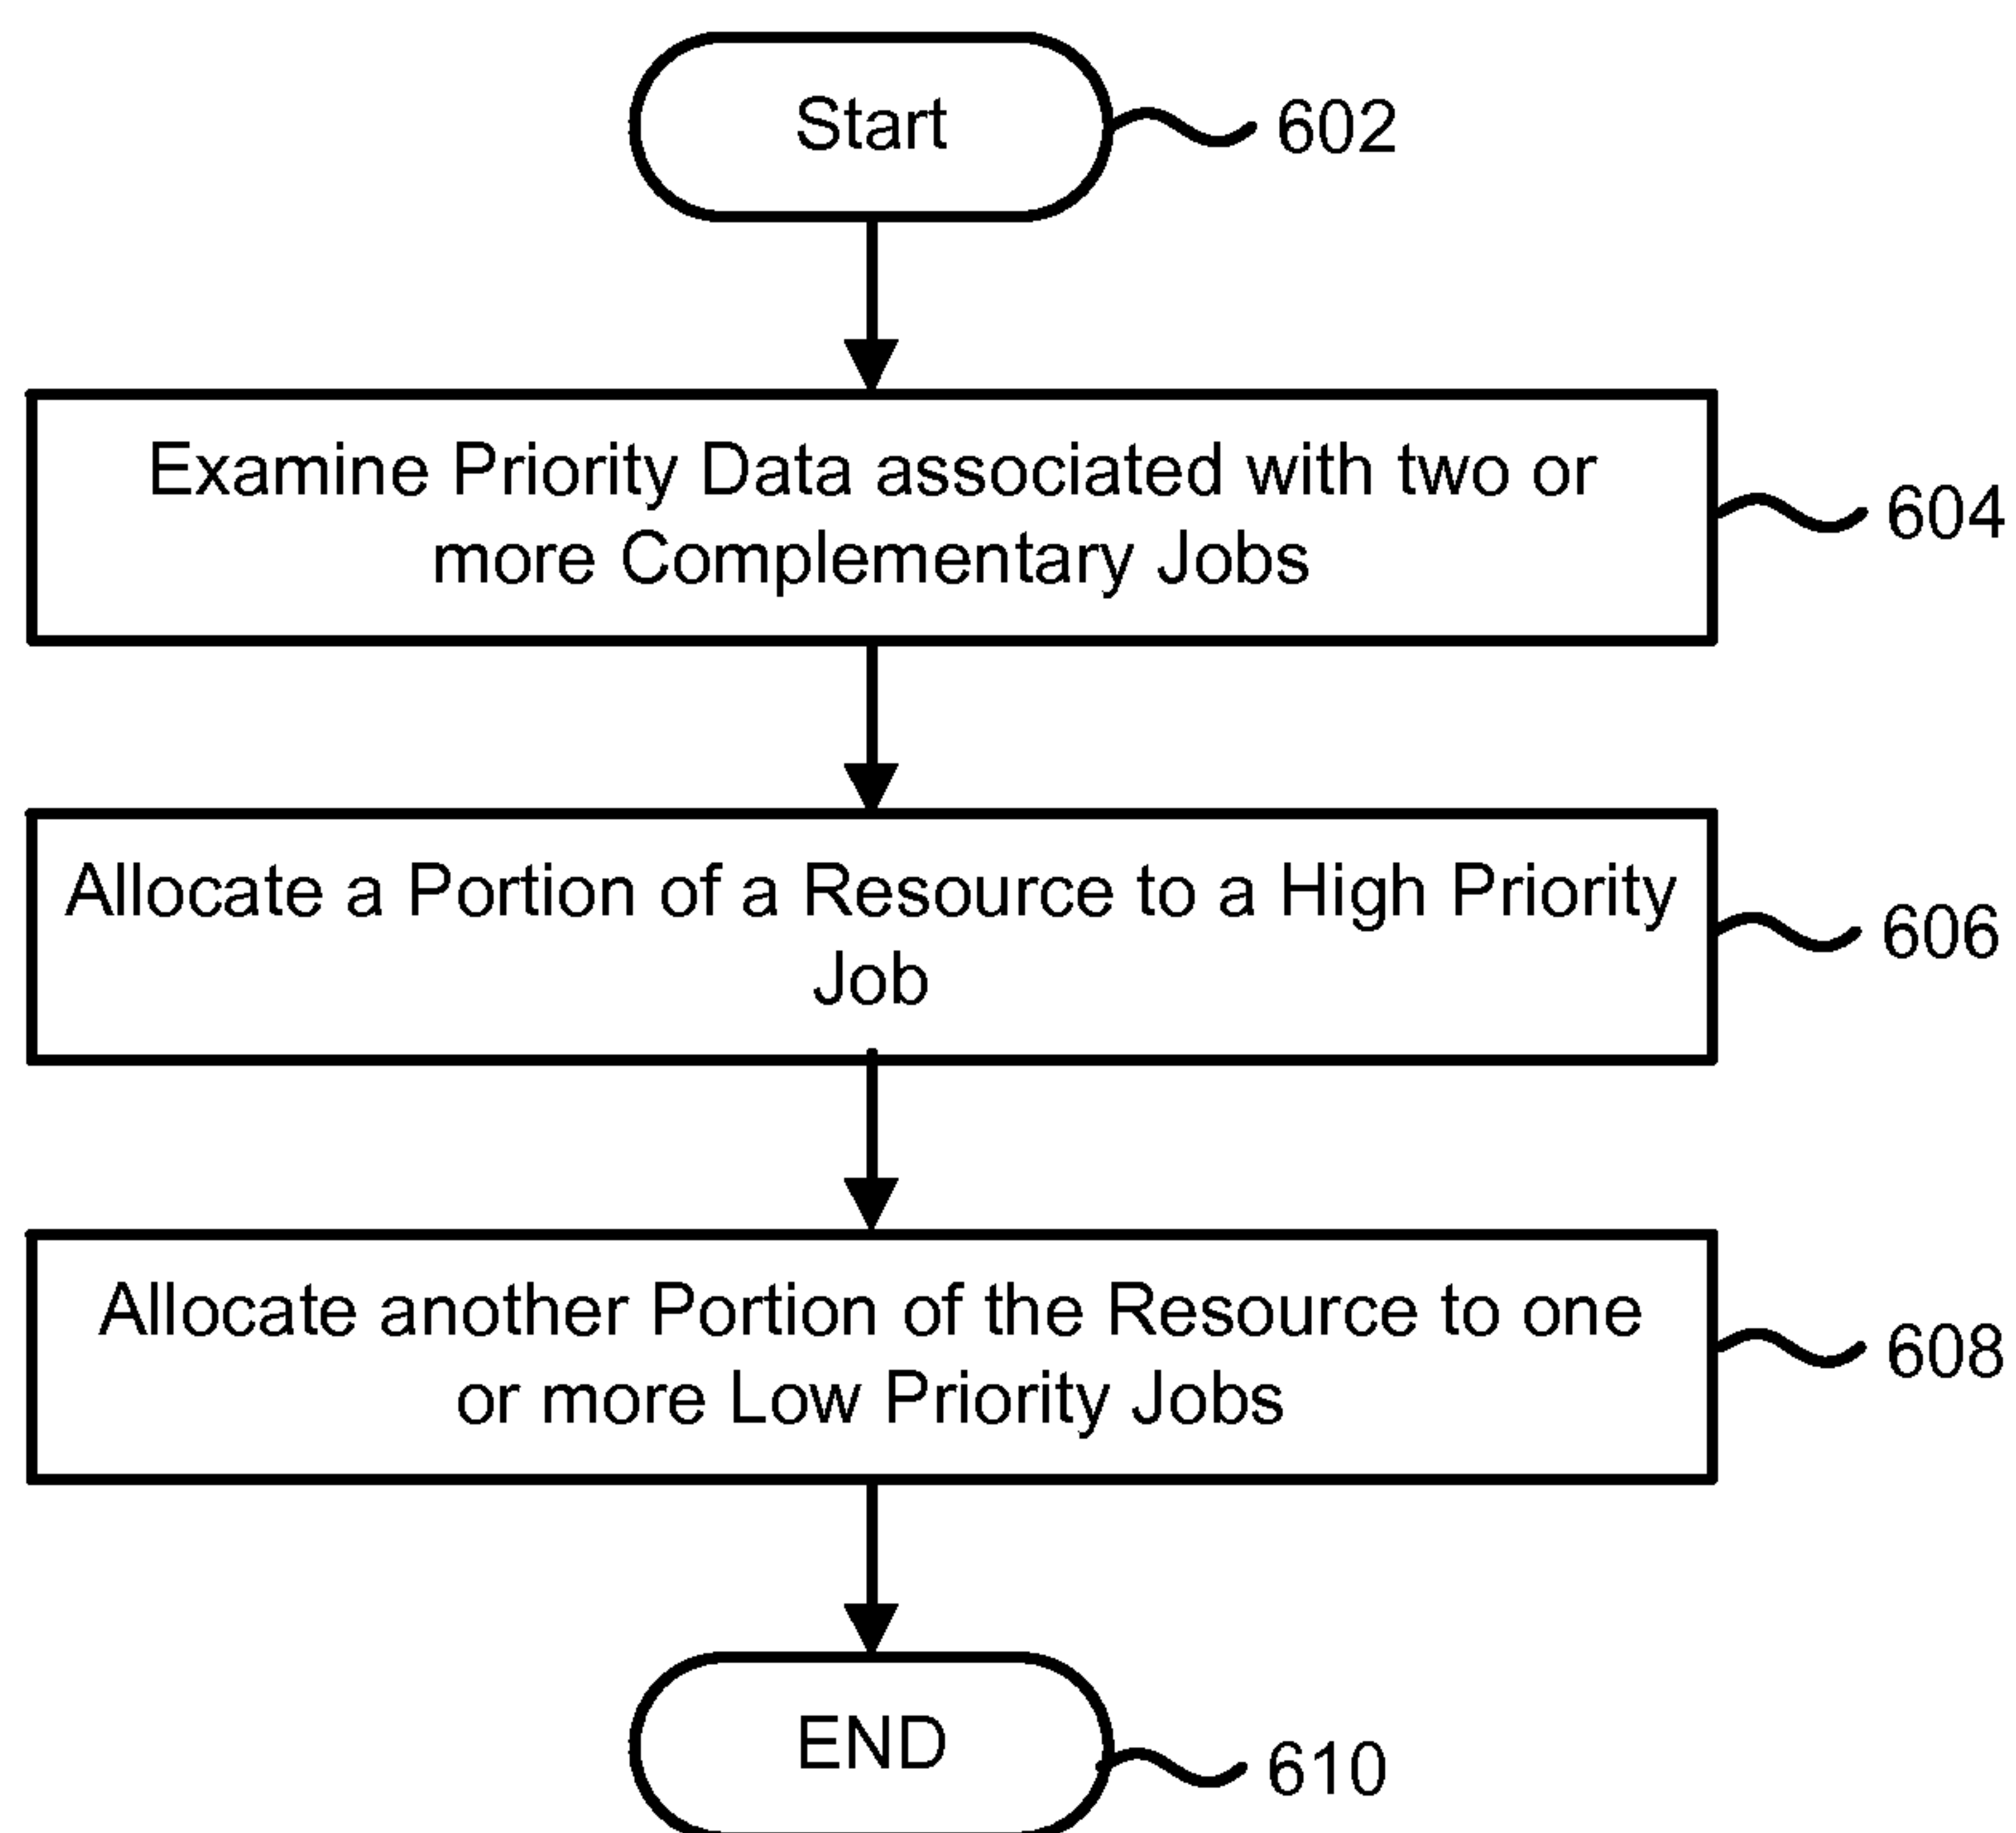 Start
602
Examine Priority Data associated with two or
more Complementary Jobs
604
Allocate a Portion of a Resource to a High Priority
Job
606
Allocate another Portion of the Resource to one
or more Low Priority Jobs
608
END
610